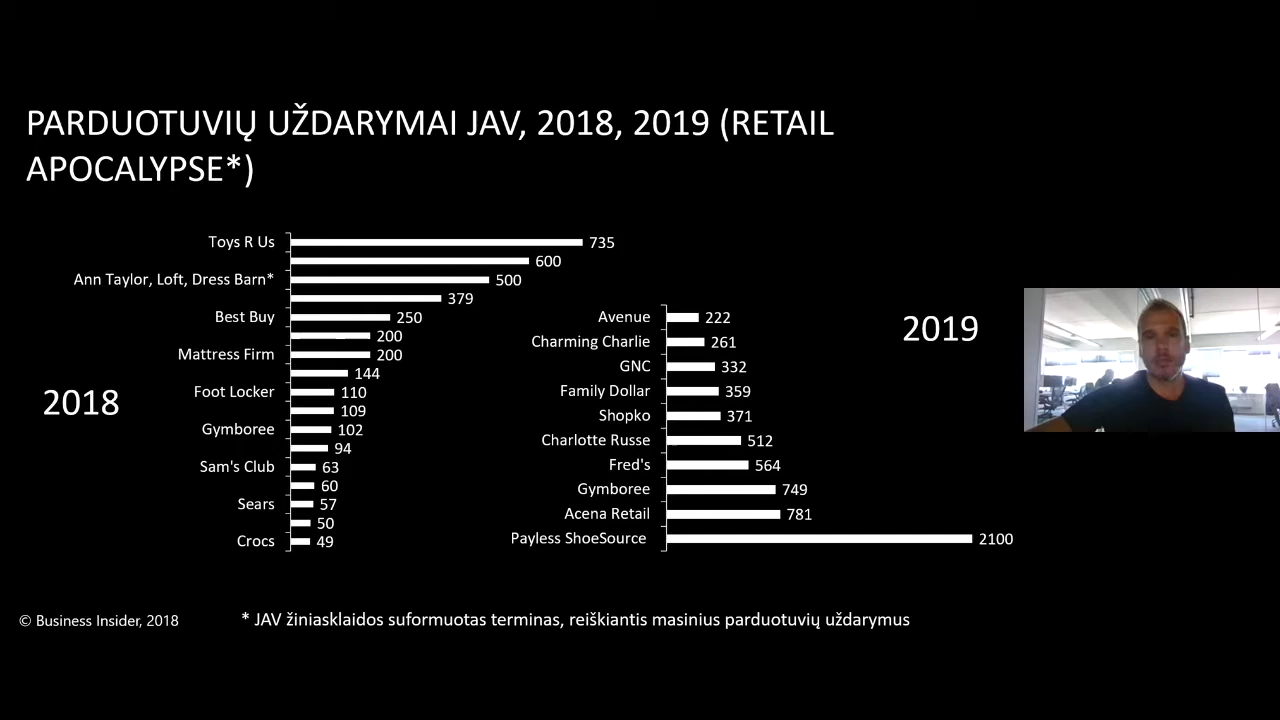 PARDUOTUVIŲ UŽDARYMAI JAV, 2018, 2019 (RETAIL
APOCALYPSE*)
2018
Toys R Us 735
600
Ann Taylor, Loft, Dress Barn* 500
379
Best Buy 250
200
Mattress Firm 200
144
Foot Locker 110
109
Gymboree 102
94
Sam's Club 63
60
Sears 57
50
Crocs 49
2019
Avenue 222
Charming Charlie 261
GNC 332
Family Dollar 359
Shopko 371
Charlotte Russe 512
Fred's 564
Gymboree 749
Acena Retail 781
Payless ShoeSource 2100
© Business Insider, 2018
* JAV žiniasklaidos suformuotas terminas, reiškiantis masinius parduotuvių uždarymus